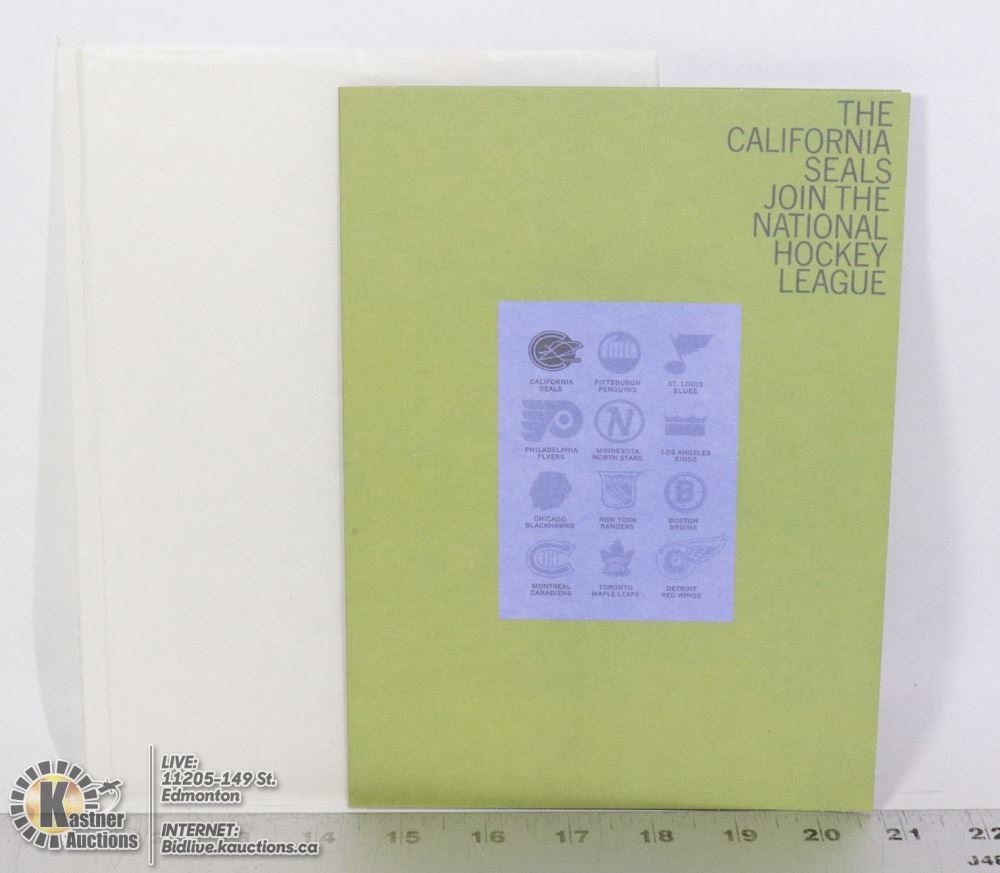 THE
CALIFORNIA
SEALS
JOIN THE
NATIONAL
HOCKEY
LEAGUE
CALIFORNIA
SEALS
PITTSBURGH
PENGUINS
ST. LOUIS
BLUES
PHILADELPHIA
FLYERS
MINNESOTA
NORTH STARS
LOS ANGELES
KINGS
CHICAGO
BLACKHAWKS
NEW YORK
RANGERS
BOSTON
BRUINS
MONTREAL
CANADIENS
TORONTO
MAPLE LEAFS
DETROIT
RED WINGS
Kastner
Auctions
LIVE:
11205-149 St.
Edmonton
INTERNET:
Bidlive.kauctions.ca
14 15 16 17 18 19 20 21 22